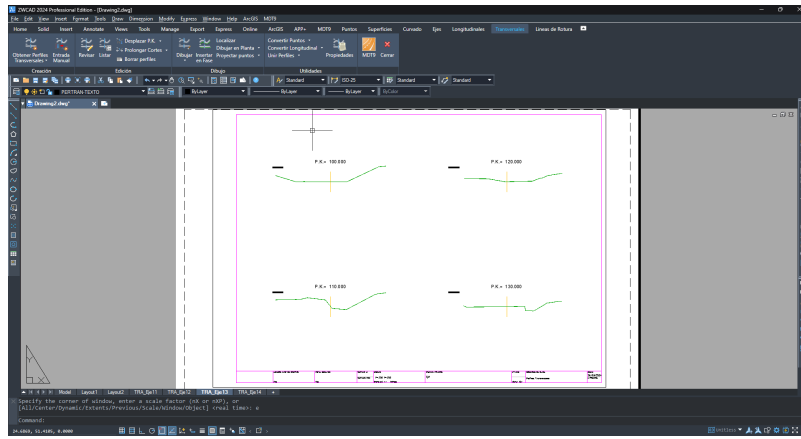 ZWCAD 2024 Professional Edition - [Drawing2.dwg]
File Edit View Insert Format Tools Draw Dimension Modify Express Window Help ArcGIS MDT9
Home Solid Insert Annotate Views Tools Manage Export Express Online ArcGIS APP+ MDT9 Puntos Superficies Curvado Ejes Longitudinales Transversales Lineas de Rotura
Obtener Perfiles Transversales
Entrada Manual
Revisar
Listar
Desplazar P.K.
Prolongar Cortes
Borrar perfiles
Dibujar
Insertar en Fase
Localizar
Dibujar en Planta
Proyectar puntos
Convertir Puntos
Convertir Longitudinal
Unir Perfiles
Propiedades
MDT9
Cerrar
Creación
Edición
Dibujo
Utilidades
Standard ISO-25 Standard Standard
PERTRAN-TEXTO ByLayer ByLayer ByLayer ByColor
Drawing2.dwg*
P.K.= 100.000
P.K.= 120.000
P.K.= 110.000
P.K.= 130.000
Y
X
Model Layout1 Layout2 TRA_Eje11 TRA_Eje12 TRA_Eje13 TRA_Eje14 +
Specify the corner of window, enter a scale factor (nX or nXP), or
[All/Center/Dynamic/Extents/Previous/Scale/Window/Object] <real time>: e
Command: